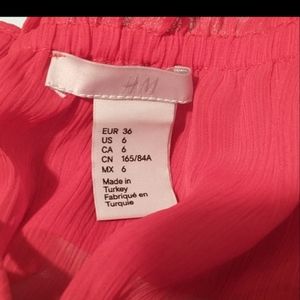 H&M
EUR 36
US 6
CA 6
CN 165/84A
MX 6
Made in
Turkey
Fabriqué en
Turquie